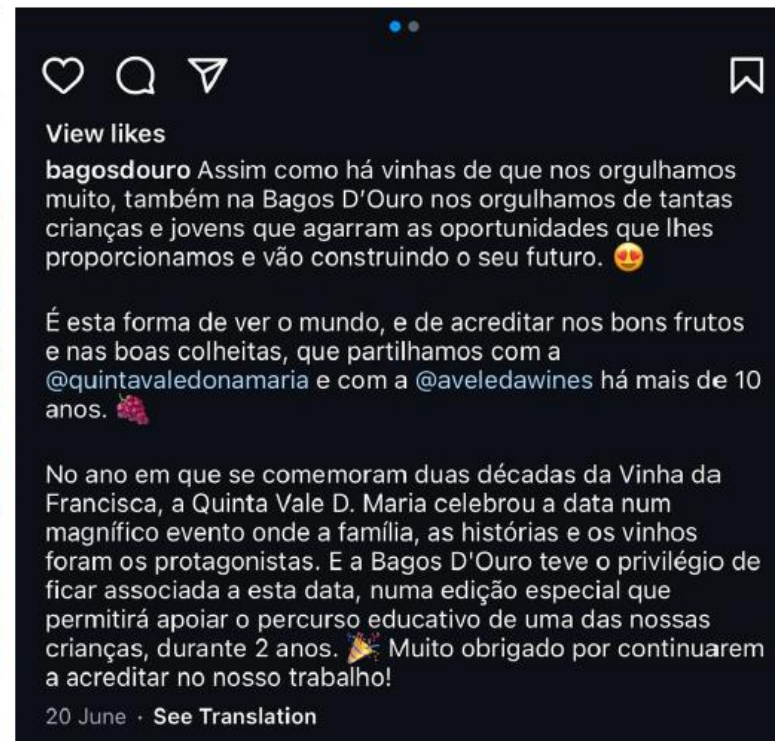 View likes
bagosdouro Assim como há vinhas de que nos orgulhamos
muito, também na Bagos D’Ouro nos orgulhamos de tantas
crianças e jovens que agarram as oportunidades que lhes
proporcionamos e vão construindo o seu futuro. 😍
É esta forma de ver o mundo, e de acreditar nos bons frutos
e nas boas colheitas, que partilhamos com a
@quintavaledonamaria e com a @aveledawines há mais de 10
anos. 🍇
No ano em que se comemoram duas décadas da Vinha da
Francisca, a Quinta Vale D. Maria celebrou a data num
magnífico evento onde a família, as histórias e os vinhos
foram os protagonistas. E a Bagos D'Ouro teve o privilégio de
ficar associada a esta data, numa edição especial que
permitirá apoiar o percurso educativo de uma das nossas
crianças, durante 2 anos. 🎉 Muito obrigado por continuarem
a acreditar no nosso trabalho!
20 June · See Translation